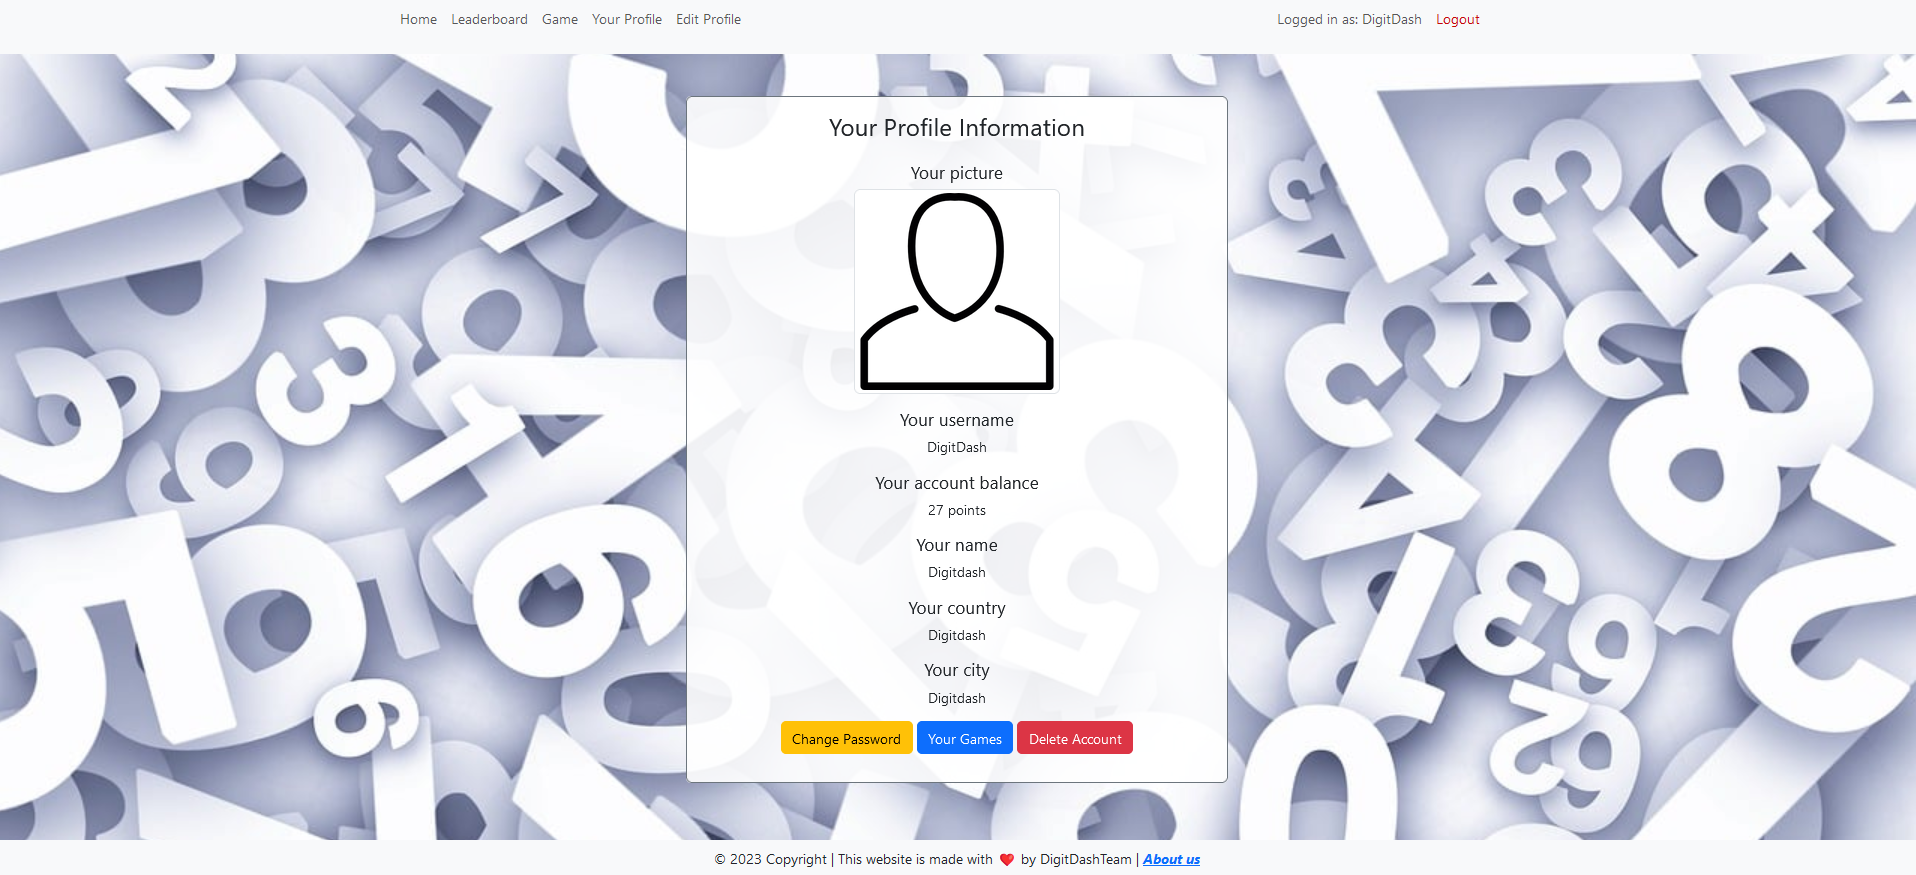 Home Leaderboard Game Your Profile Edit Profile Logged in as: DigitDash Logout
Your Profile Information
Your picture
Your username
DigitDash
Your account balance
27 points
Your name
Digitdash
Your country
Digitdash
Your city
Digitdash
Change Password Your Games Delete Account
© 2023 Copyright | This website is made with ❤️ by DigitDashTeam | About us